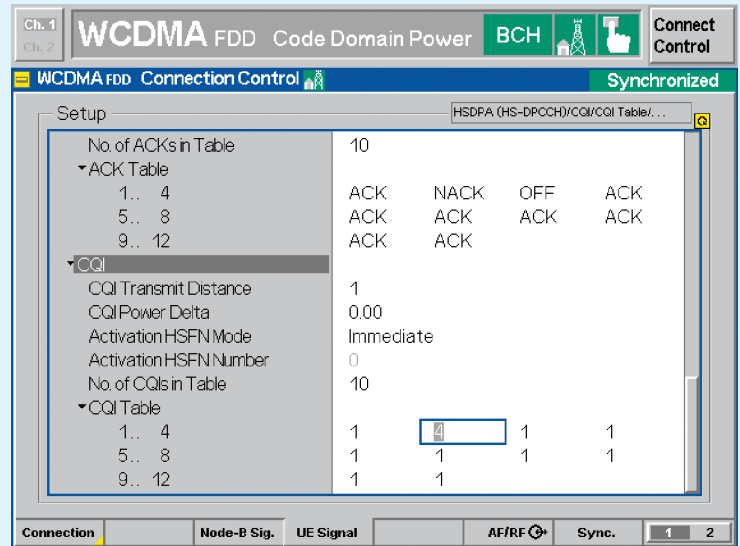 Ch. 1
Ch. 2
WCDMA FDD Code Domain Power
BCH
Connect
Control
WCDMA FDD Connection Control
Synchronized
Setup
HSDPA (HS-DPCCH)/CQI/CQI Table/...
No. of ACKs in Table 10
ACK Table
1.. 4 ACK NACK OFF ACK
5.. 8 ACK ACK ACK ACK
9.. 12 ACK ACK
CQI
CQI Transmit Distance 1
CQI Power Delta 0.00
Activation HSFN Mode Immediate
Activation HSFN Number 0
No. of CQIs in Table 10
CQI Table
1.. 4 1 4 1 1
5.. 8 1 1 1 1
9.. 12 1 1
Connection Node-B Sig. UE Signal AF/RF Sync. 1 2